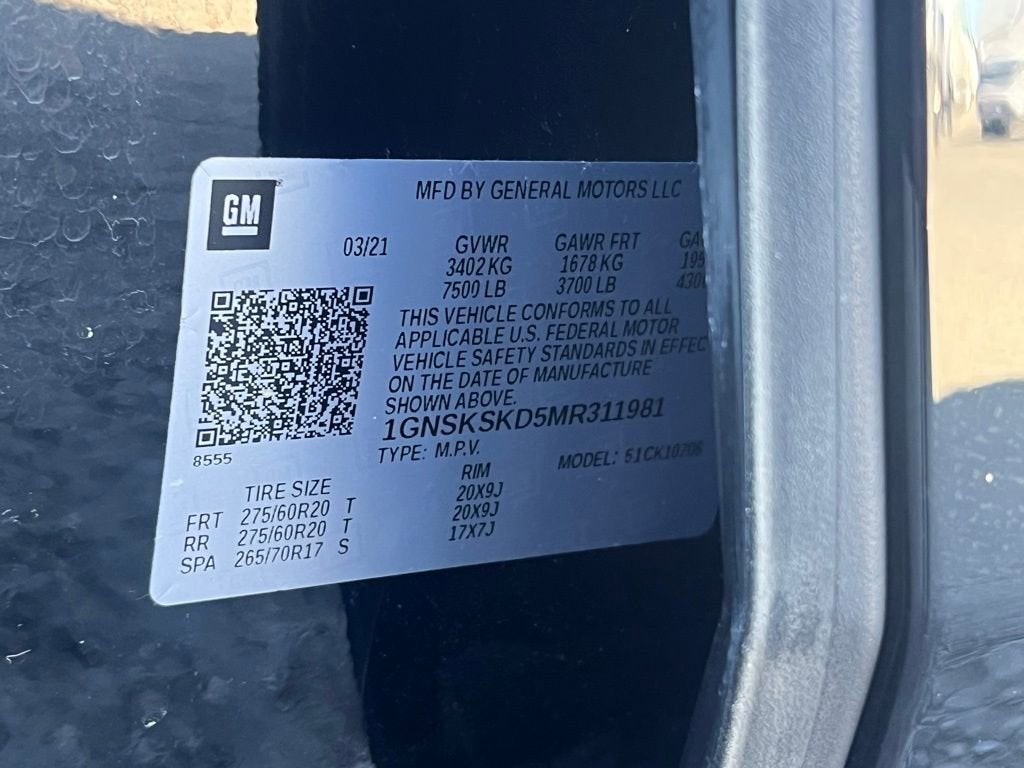 GM
MFD BY GENERAL MOTORS LLC
03/21 GVWR GAWR FRT GA
3402 KG 1678 KG 195
7500 LB 3700 LB 430
THIS VEHICLE CONFORMS TO ALL
APPLICABLE U.S. FEDERAL MOTOR
VEHICLE SAFETY STANDARDS IN EFFEC
ON THE DATE OF MANUFACTURE
SHOWN ABOVE.
1GNSKSKD5MR311981
8555
TYPE: M.P.V. MODEL:
TIRE SIZE RIM
FRT 275/60R20 T 20X9J
RR 275/60R20 T 20X9J
SPA 265/70R17 S 17X7J